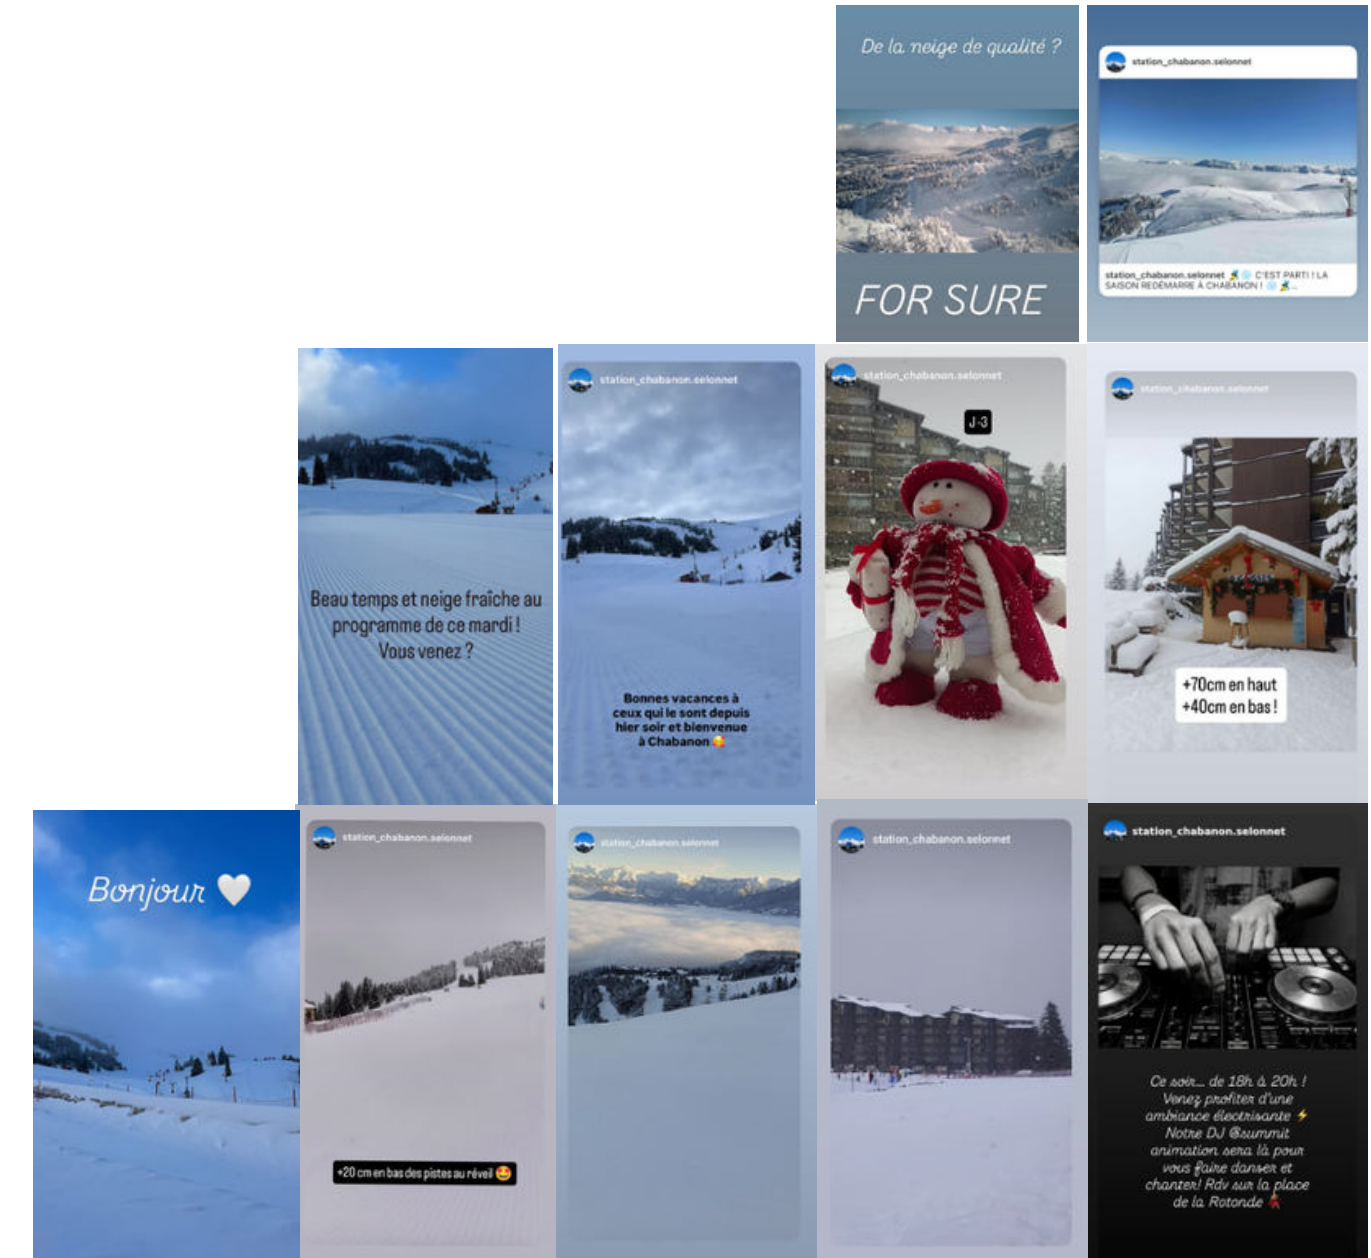 De la neige de qualité ?
FOR SURE
station_chabanon.selonnet
station_chabanon.selonnet 🏂❄️ C'EST PARTI ! LA
SAISON REDÉMARRE À CHABANON ! ❄️🏂...
Beau temps et neige fraîche au
programme de ce mardi !
Vous venez ?
station_chabanon.selonnet
Bonnes vacances à
ceux qui le sont depuis
hier soir et bienvenue
à Chabanon 🥰
station_chabanon.selonnet
J-3
station_chabanon.selonnet
+70cm en haut
+40cm en bas !
Bonjour 🤍
station_chabanon.selonnet
+20 cm en bas des pistes au réveil 🤩
station_chabanon.selonnet
station_chabanon.selonnet
station_chabanon.selonnet
Ce soir... de 18h à 20h !
Venez profiter d'une
ambiance électrisante ⚡
Notre DJ @summit
animation sera là pour
vous faire danser et
chanter! Rdv sur la place
de la Rotonde 💃